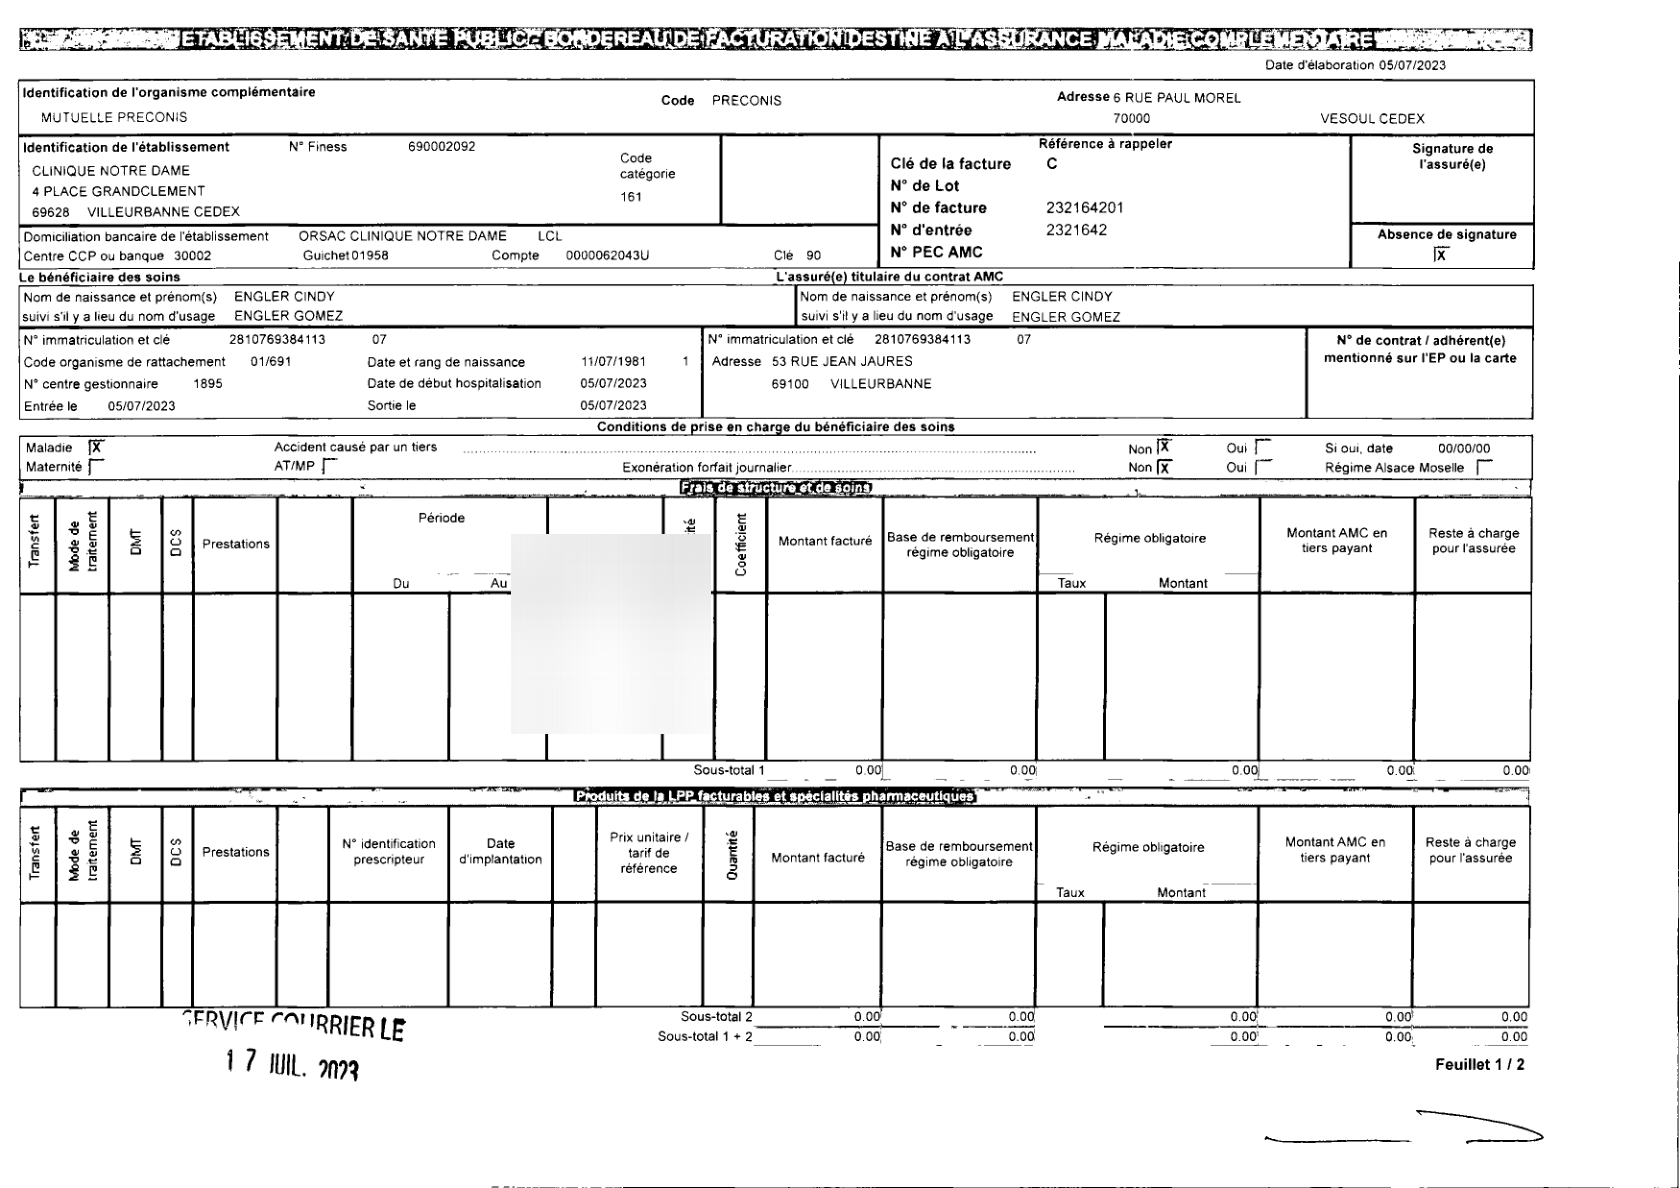 ETABLISSEMENT DE SANTE PUBLIC BORDEREAU DE FACTURATION DESTINE A L'ASSURANCE MALADIE COMPLEMENTAIRE
Date d'élaboration 05/07/2023
Identification de l'organisme complémentaire
Code PRECONIS
Adresse 6 RUE PAUL MOREL
MUTUELLE PRECONIS
70000 VESOUL CEDEX
Identification de l'établissement N° Finess 690002092
CLINIQUE NOTRE DAME
4 PLACE GRANDCLEMENT
69628 VILLEURBANNE CEDEX
Code
catégorie
161
Référence à rappeler
Clé de la facture C
N° de Lot
N° de facture 232164201
N° d'entrée 2321642
N° PEC AMC
Signature de
l'assuré(e)
Absence de signature
X
Domiciliation bancaire de l'établissement ORSAC CLINIQUE NOTRE DAME LCL
Centre CCP ou banque 30002 Guichet 01958 Compte 0000062043U Clé 90
Le bénéficiaire des soins
L'assuré(e) titulaire du contrat AMC
Nom de naissance et prénom(s) ENGLER CINDY
suivi s'il y a lieu du nom d'usage ENGLER GOMEZ
Nom de naissance et prénom(s) ENGLER CINDY
suivi s'il y a lieu du nom d'usage ENGLER GOMEZ
N° immatriculation et clé 2810769384113 07
Code organisme de rattachement 01/691 Date et rang de naissance 11/07/1981 1
N° centre gestionnaire 1895 Date de début hospitalisation 05/07/2023
Entrée le 05/07/2023 Sortie le 05/07/2023
N° immatriculation et clé 2810769384113 07
Adresse 53 RUE JEAN JAURES
69100 VILLEURBANNE
N° de contrat / adhérent(e)
mentionné sur l'EP ou la carte
Conditions de prise en charge du bénéficiaire des soins
Maladie X Accident causé par un tiers Non X Oui Si oui, date 00/00/00
Maternité AT/MP Exonération forfait journalier Non X Oui Régime Alsace Moselle
Frais de structure et de soins
Transfert
Mode de
traitement
DMT
DCS
Prestations
Période
Du Au
Coefficient
Montant facturé
Base de remboursement
régime obligatoire
Régime obligatoire
Taux Montant
Montant AMC en
tiers payant
Reste à charge
pour l'assurée
Sous-total 1 0.00 0.00 0.00 0.00 0.00
Produits de la LPP facturables et spécialités pharmaceutiques
Transfert
Mode de
traitement
DMT
DCS
Prestations
N° identification
prescripteur
Date
d'implantation
Prix unitaire /
tarif de
référence
Quantité
Montant facturé
Base de remboursement
régime obligatoire
Régime obligatoire
Taux Montant
Montant AMC en
tiers payant
Reste à charge
pour l'assurée
Sous-total 2 0.00 0.00 0.00 0.00 0.00
Sous-total 1 + 2 0.00 0.00 0.00 0.00 0.00
SERVICE COURRIER LE
17 JUIL. 2023
Feuillet 1 / 2